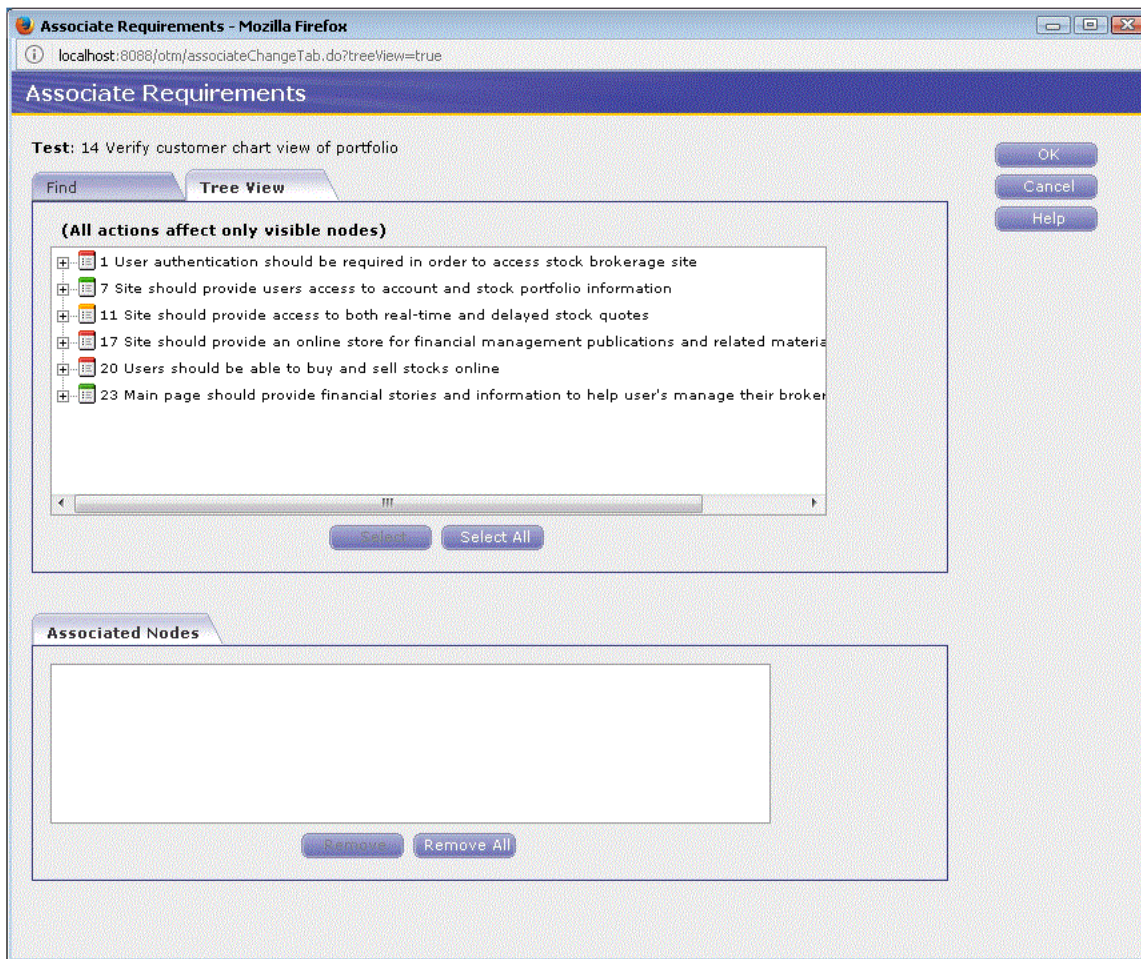 Associate Requirements - Mozilla Firefox
localhost:8088/otm/associateChangeTab.do?treeView=true
Associate Requirements
Test: 14 Verify customer chart view of portfolio
OK
Find
Tree View
Cancel
Help
(All actions affect only visible nodes)
1 User authentication should be required in order to access stock brokerage site
7 Site should provide users access to account and stock portfolio information
11 Site should provide access to both real-time and delayed stock quotes
17 Site should provide an online store for financial management publications and related materia
20 Users should be able to buy and sell stocks online
23 Main page should provide financial stories and information to help user's manage their broker
Select
Select All
Associated Nodes
Remove
Remove All